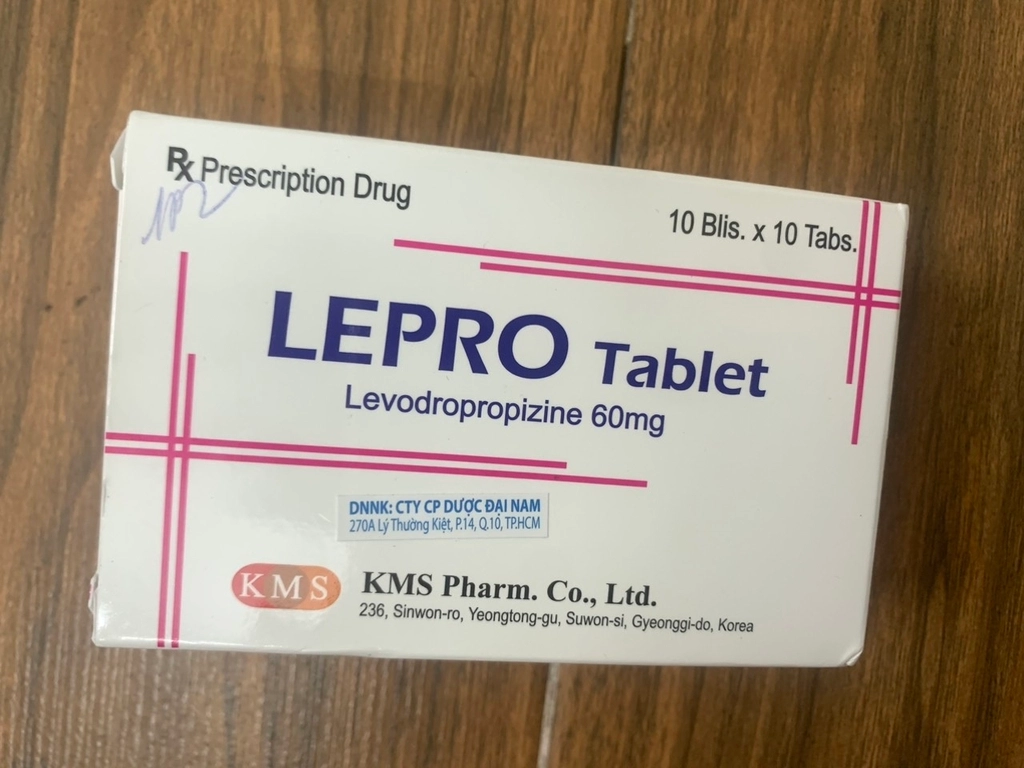 Rx Prescription Drug
10 Blis. x 10 Tabs.
LEPRO Tablet
Levodropropizine 60mg
DNNK: CTY CP DƯỢC ĐẠI NAM
270A Lý Thường Kiệt, P.14, Q.10, TP.HCM
KMS
KMS Pharm. Co., Ltd.
236, Sinwon-ro, Yeongtong-gu, Suwon-si, Gyeonggi-do, Korea